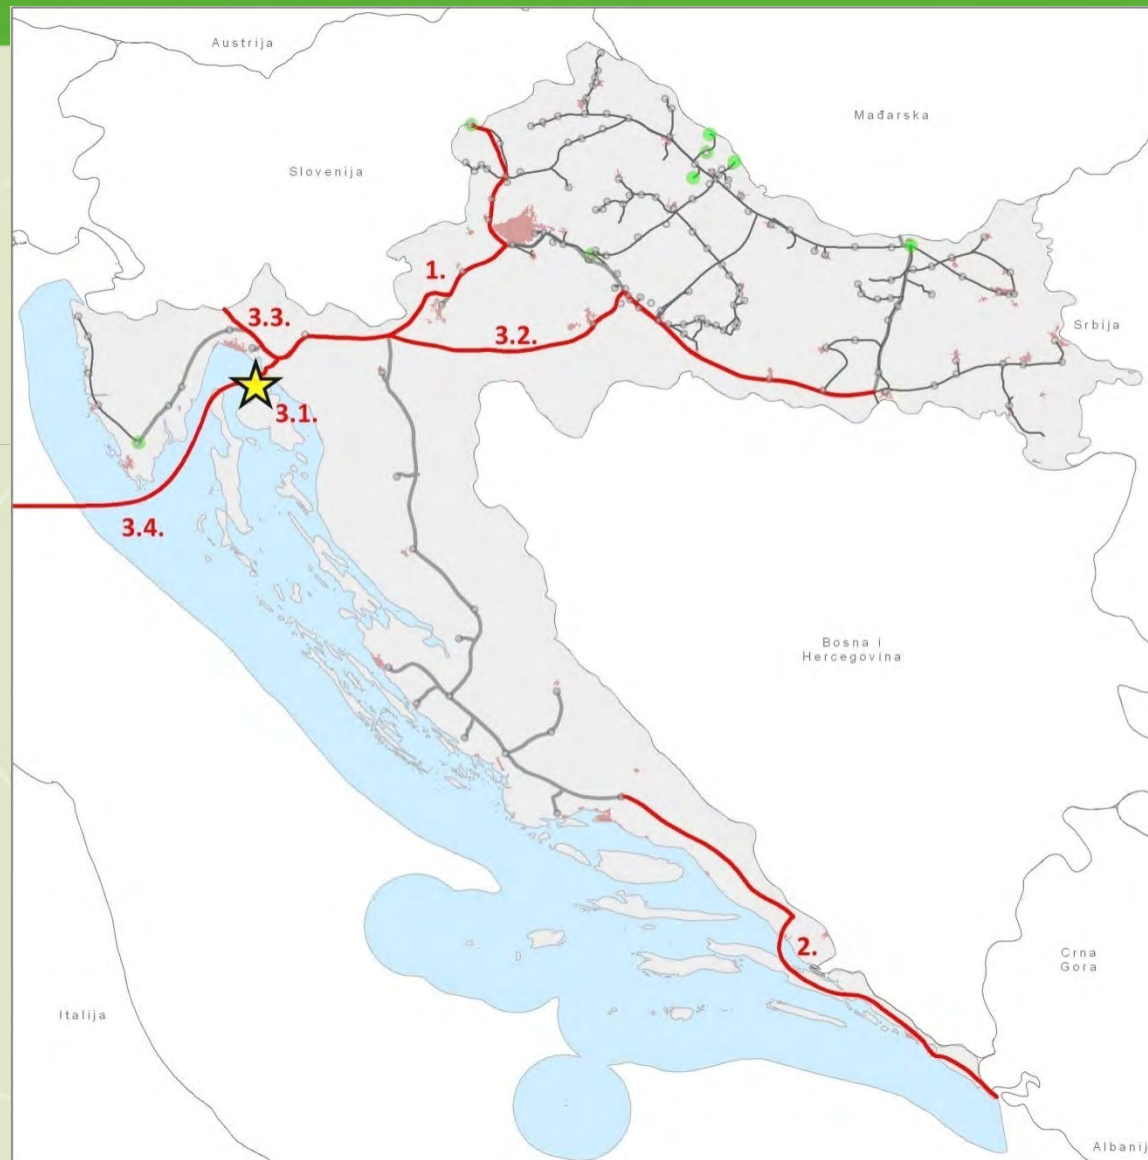 Austrija
Mađarska
Slovenija
1.
3.3.
3.2.
Srbija
3.1.
3.4.
Bosna i
Hercegovina
2.
Crna
Gora
Italija
Albanij